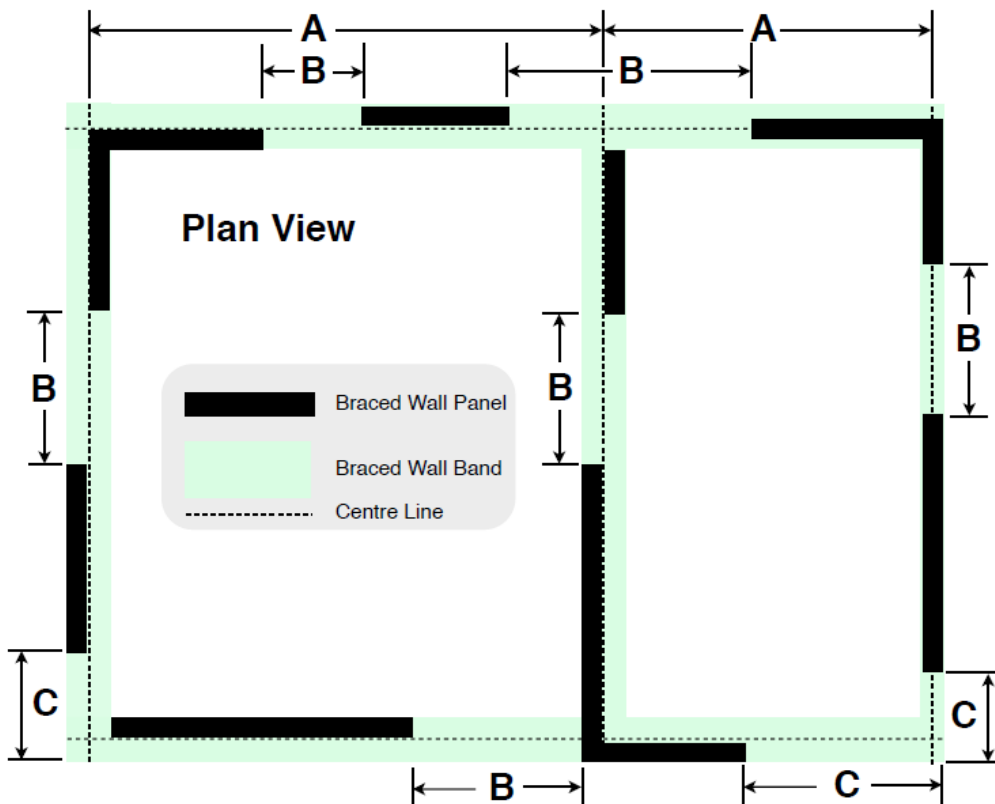 A
A
B
B
Plan View
B
B
B
Braced Wall Panel
Braced Wall Band
Centre Line
C
C
B
C